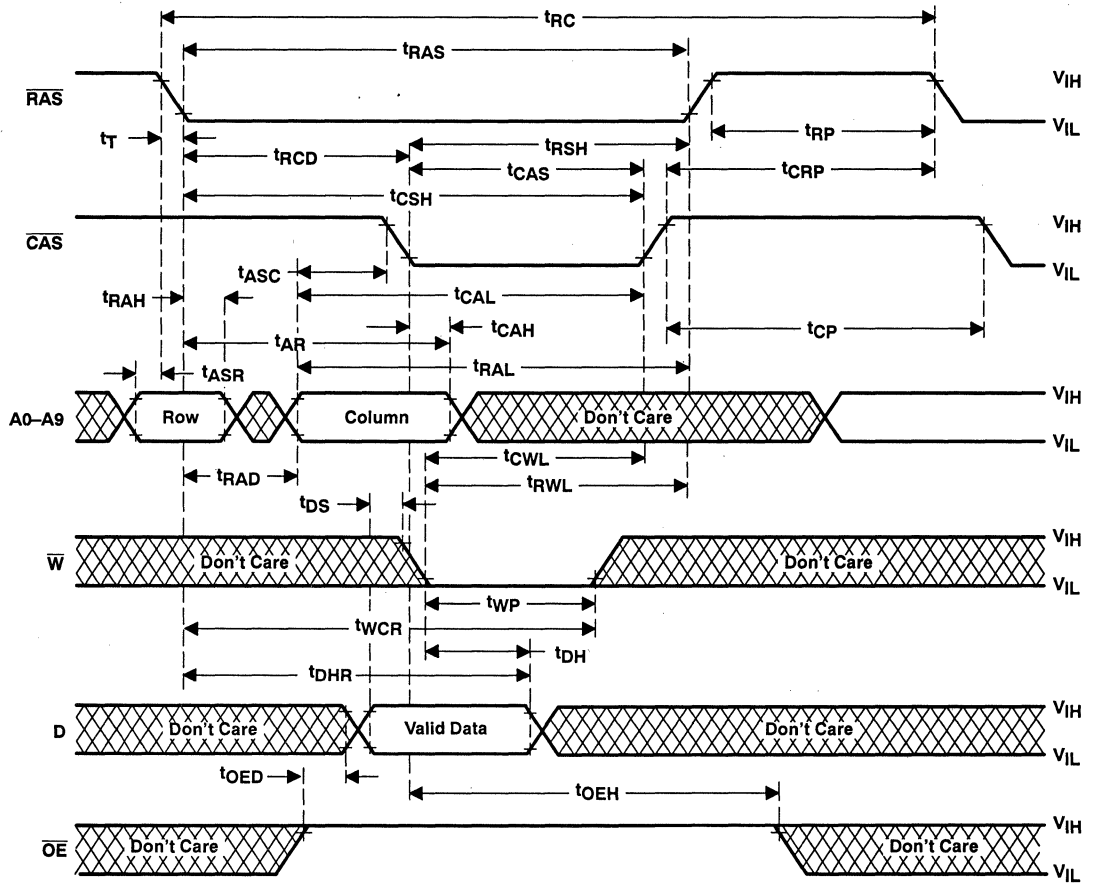 tRC
tRAS
RAS
VIH
VIL
tT
tRP
tRCD
tRSH
tCAS
tCRP
tCSH
CAS
VIH
VIL
tASC
tRAH
tCAL
tCAH
tCP
tAR
tASR
tRAL
A0–A9
Row
Column
Don't Care
VIH
VIL
tCWL
tRAD
tRWL
tDS
W
Don't Care
Don't Care
VIH
VIL
tWP
tWCR
tDH
tDHR
D
Don't Care
Valid Data
Don't Care
VIH
VIL
tOED
tOEH
OE
Don't Care
Don't Care
VIH
VIL